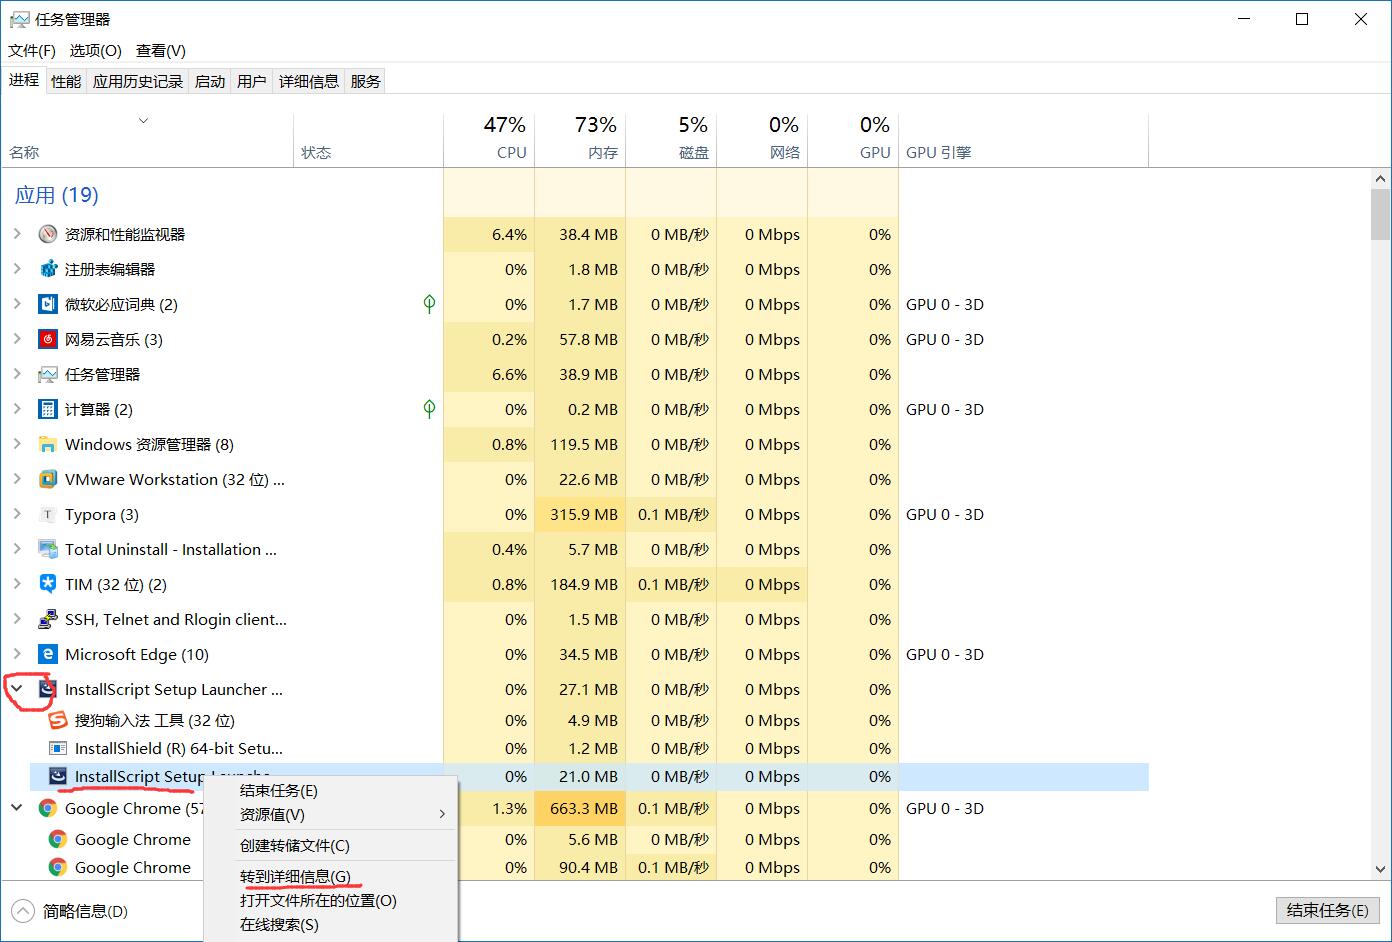 任务管理器
文件(F) 选项(O) 查看(V)
进程 性能 应用历史记录 启动 用户 详细信息 服务
47% 73% 5% 0% 0%
名称 状态 CPU 内存 磁盘 网络 GPU GPU 引擎
应用 (19)
资源和性能监视器 6.4% 38.4 MB 0 MB/秒 0 Mbps 0%
注册表编辑器 0% 1.8 MB 0 MB/秒 0 Mbps 0%
微软必应词典 (2) 0% 1.7 MB 0 MB/秒 0 Mbps 0% GPU 0 - 3D
网易云音乐 (3) 0.2% 57.8 MB 0 MB/秒 0 Mbps 0% GPU 0 - 3D
任务管理器 6.6% 38.9 MB 0 MB/秒 0 Mbps 0%
计算器 (2) 0% 0.2 MB 0 MB/秒 0 Mbps 0% GPU 0 - 3D
Windows 资源管理器 (8) 0.8% 119.5 MB 0 MB/秒 0 Mbps 0%
VMware Workstation (32 位) ... 0% 22.6 MB 0 MB/秒 0 Mbps 0%
Typora (3) 0% 315.9 MB 0.1 MB/秒 0 Mbps 0% GPU 0 - 3D
Total Uninstall - Installation ... 0.4% 5.7 MB 0 MB/秒 0 Mbps 0%
TIM (32 位) (2) 0.8% 184.9 MB 0.1 MB/秒 0 Mbps 0%
SSH, Telnet and Rlogin client... 0% 1.5 MB 0 MB/秒 0 Mbps 0%
Microsoft Edge (10) 0% 34.5 MB 0 MB/秒 0 Mbps 0% GPU 0 - 3D
InstallScript Setup Launcher ... 0% 27.1 MB 0 MB/秒 0 Mbps 0%
搜狗输入法 工具 (32 位) 0% 4.9 MB 0 MB/秒 0 Mbps 0%
InstallShield (R) 64-bit Setu... 0% 1.2 MB 0 MB/秒 0 Mbps 0%
InstallScript Setup 0% 21.0 MB 0 MB/秒 0 Mbps 0%
结束任务(E)
Google Chrome (57 1.3% 663.3 MB 0.1 MB/秒 0 Mbps 0% GPU 0 - 3D
资源值(V)
Google Chrome 0% 5.6 MB 0 MB/秒 0 Mbps 0%
创建转储文件(C)
Google Chrome 0% 90.4 MB 0.1 MB/秒 0 Mbps 0%
转到详细信息(G)
打开文件所在的位置(O)
在线搜索(S)
简略信息(D) 结束任务(E)